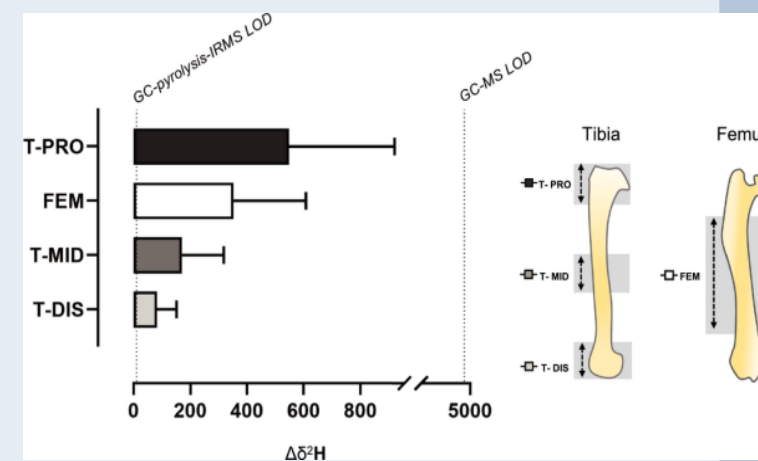 GC-pyrolysis-IRMS LOD
GC-MS LOD
T-PRO
FEM
T-MID
T-DIS
0 200 400 600 800 5000
Δδ²H
Tibia
T- PRO
T- MID
T- DIS
Femu
FEM